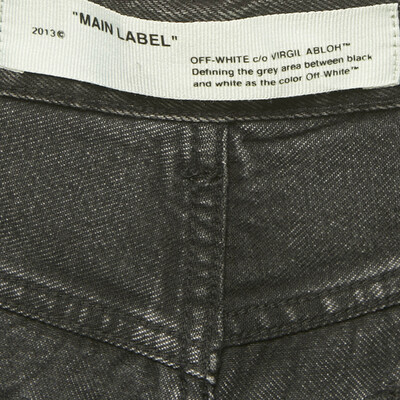 "MAIN LABEL"
2013©
OFF-WHITE c/o VIRGIL ABLOH™
Defining the grey area between black
and white as the color Off-White™